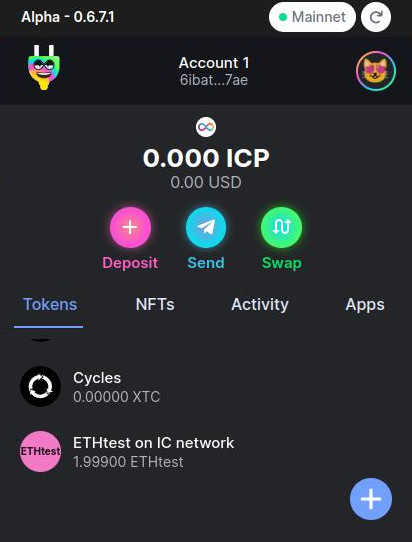 Alpha - 0.6.7.1
Mainnet
Account 1
6ibat...7ae
0.000 ICP
0.00 USD
Deposit Send Swap
Tokens NFTs Activity Apps
Cycles
0.00000 XTC
ETHtest
ETHtest on IC network
1.99900 ETHtest